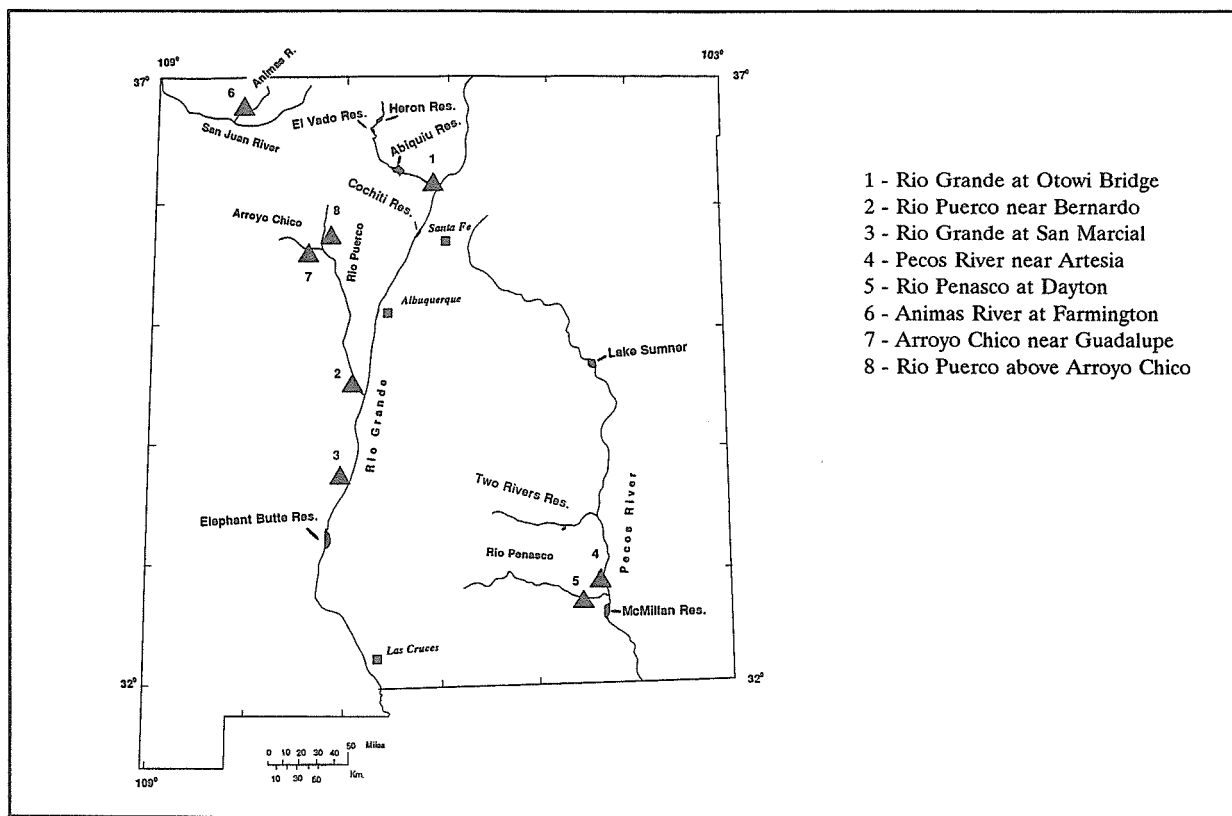 109°
103°
37°
37°
Animas R.
6
San Juan River
El Vado Res.
Heron Res.
Abiquiu Res.
1
Cochiti Res.
Santa Fe
Arroyo Chico
8
Rio Puerco
7
Albuquerque
Lake Sumner
2
Rio Grande
3
Two Rivers Res.
Pecos River
Elephant Butte Res.
Rio Penasco
4
5
McMillan Res.
Las Cruces
32°
32°
0 10 20 30 40 50 Miles
10 30 50 Km.
109°
1 - Rio Grande at Otowi Bridge
2 - Rio Puerco near Bernardo
3 - Rio Grande at San Marcial
4 - Pecos River near Artesia
5 - Rio Penasco at Dayton
6 - Animas River at Farmington
7 - Arroyo Chico near Guadalupe
8 - Rio Puerco above Arroyo Chico